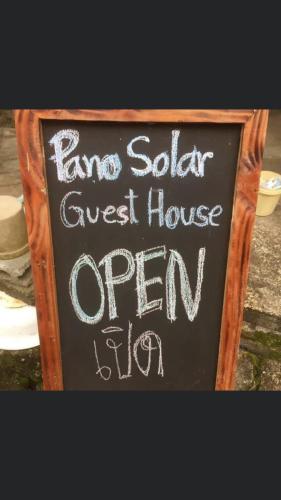 Pano Solar
Guest House
OPEN
เปิด